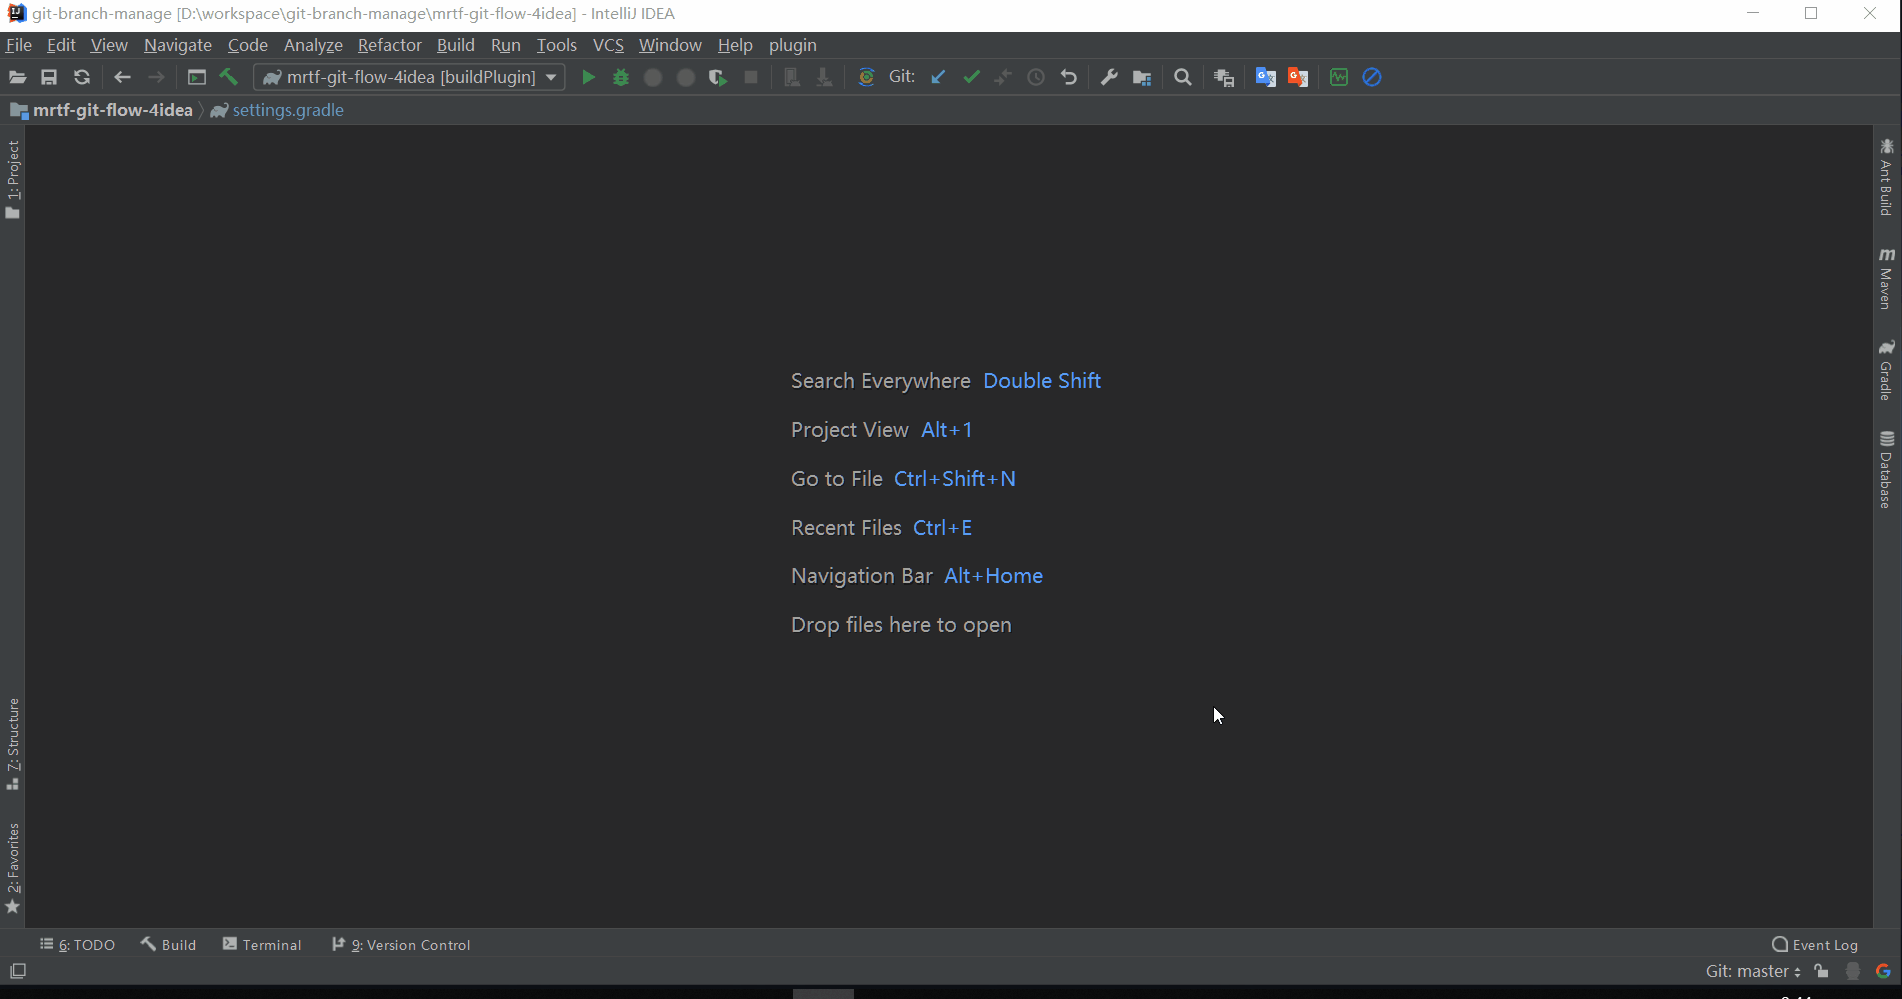 git-branch-manage [D:\workspace\git-branch-manage\mrtf-git-flow-4idea] - IntelliJ IDEA
File Edit View Navigate Code Analyze Refactor Build Run Tools VCS Window Help plugin
mrtf-git-flow-4idea [buildPlugin] Git:
mrtf-git-flow-4idea settings.gradle
1: Project
Ant Build
Maven
Gradle
Database
Search Everywhere Double Shift
Project View Alt+1
Go to File Ctrl+Shift+N
Recent Files Ctrl+E
Navigation Bar Alt+Home
Drop files here to open
7: Structure
2: Favorites
6: TODO Build Terminal 9: Version Control Event Log
Git: master